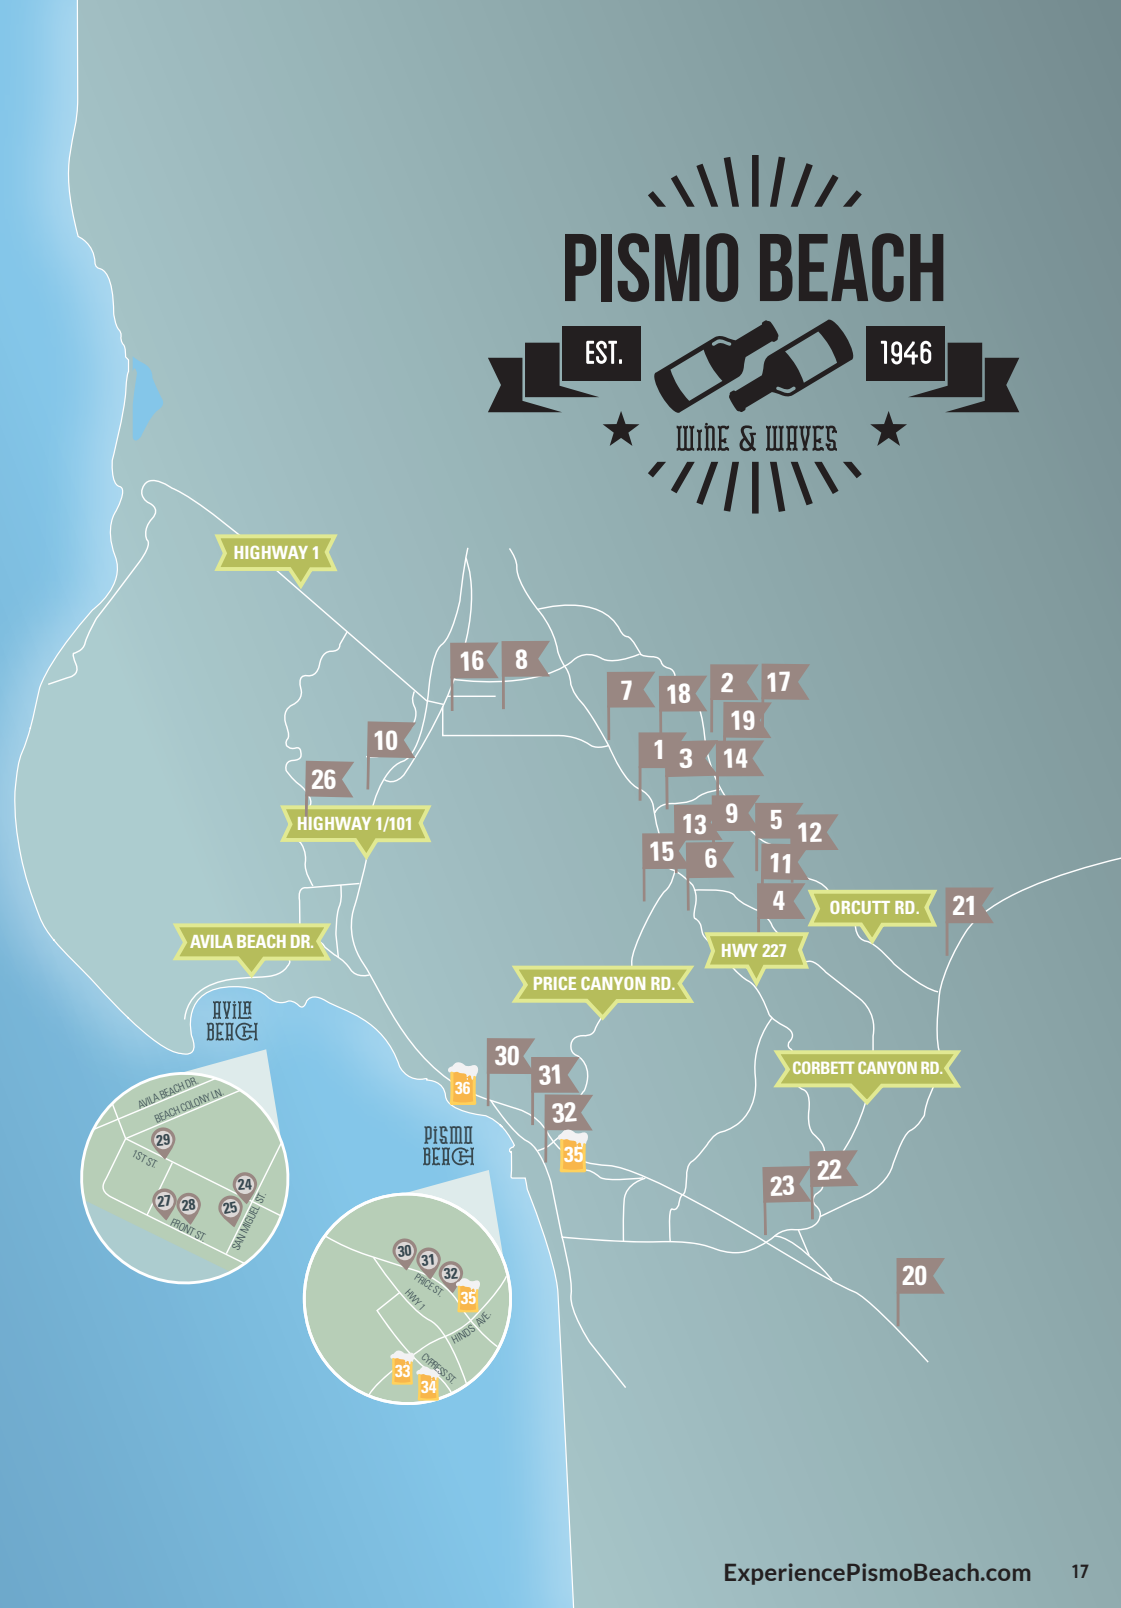 PISMO BEACH
EST.
1946
WINE & WAVES
HIGHWAY 1
16
8
7
18
2
17
19
10
1
3
14
26
HIGHWAY 1/101
13
9
5
12
15
6
11
4
ORCUTT RD.
21
AVILA BEACH DR.
HWY 227
PRICE CANYON RD.
AVILA
BEACH
30
31
CORBETT CANYON RD.
36
32
35
PISMO
BEACH
AVILA BEACH DR.
BEACH COLONY LN.
29
1ST ST.
24
27
28
25
FRONT ST
SAN MIGUEL ST.
23
22
20
30
31
32
PRICE ST.
35
HWY 1
HINDS AVE.
CYPRESS ST.
33
34
ExperiencePismoBeach.com
17